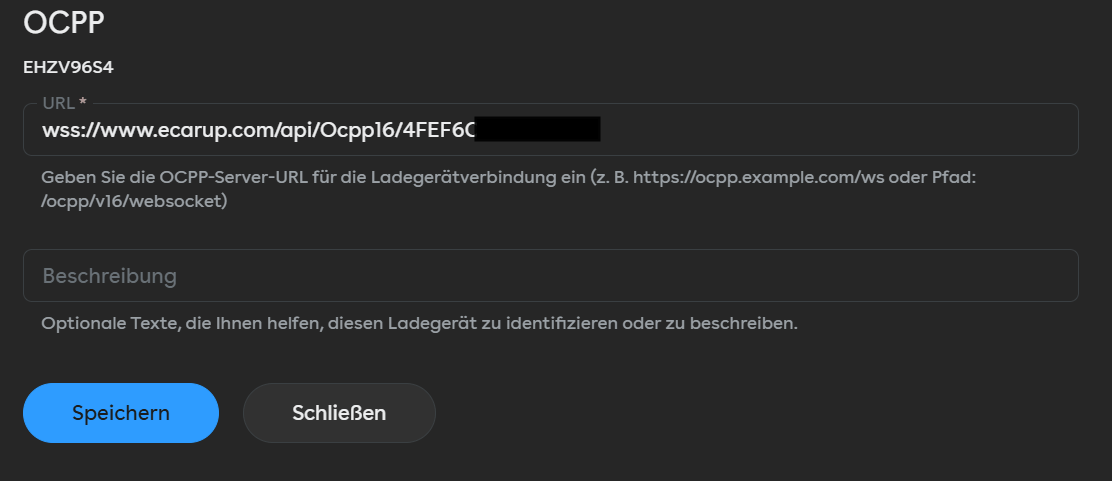 OCPP
EHZV96S4
URL *
wss://www.ecarup.com/api/Ocpp16/4FEF6C
Geben Sie die OCPP-Server-URL für die Ladegerätverbindung ein (z. B. https://ocpp.example.com/ws oder Pfad:
/ocpp/v16/websocket)
Beschreibung
Optionale Texte, die Ihnen helfen, diesen Ladegerät zu identifizieren oder zu beschreiben.
Speichern
Schließen